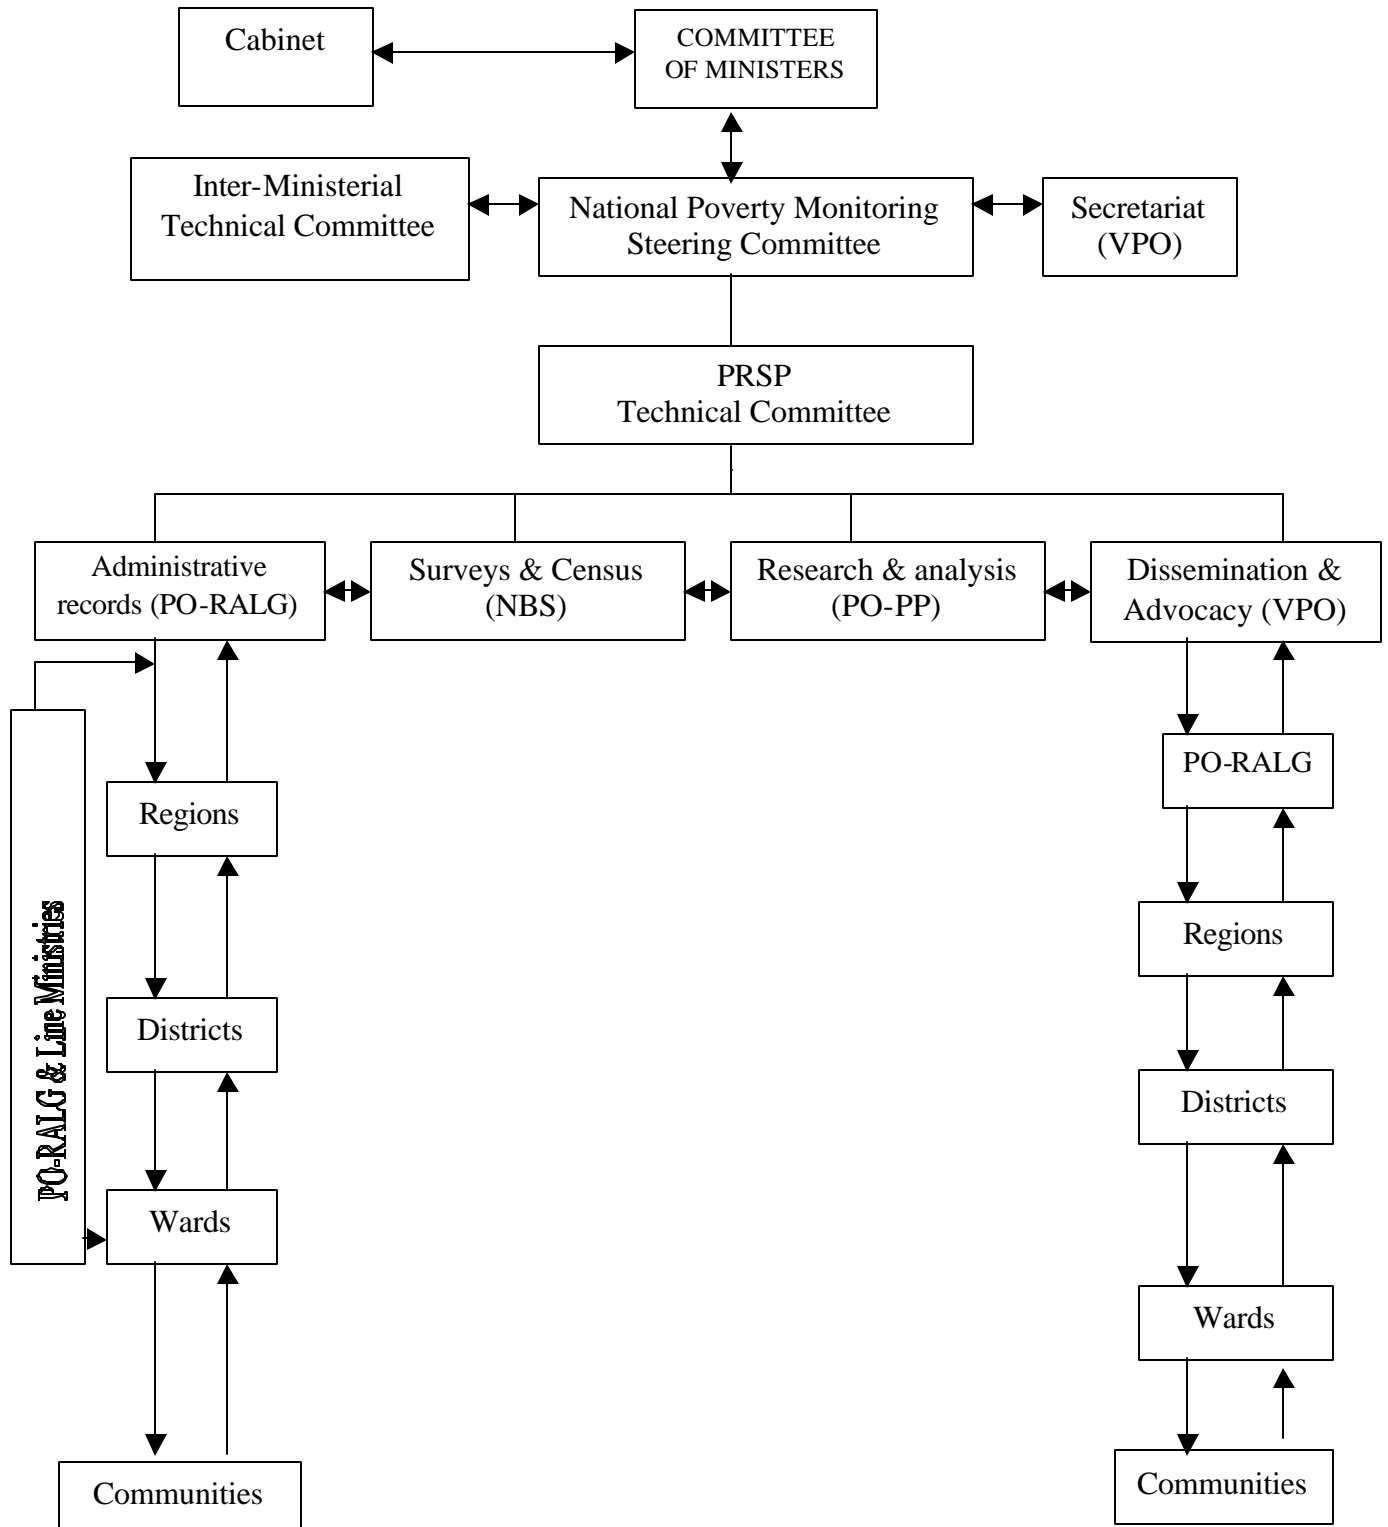 Cabinet
COMMITTEE
OF MINISTERS
Inter-Ministerial
Technical Committee
National Poverty Monitoring
Steering Committee
Secretariat
(VPO)
PRSP
Technical Committee
Administrative
records (PO-RALG)
Surveys & Census
(NBS)
Research & analysis
(PO-PP)
Dissemination &
Advocacy (VPO)
PO-RALG & Line Ministries
Regions
Districts
Wards
Communities
PO-RALG
Regions
Districts
Wards
Communities